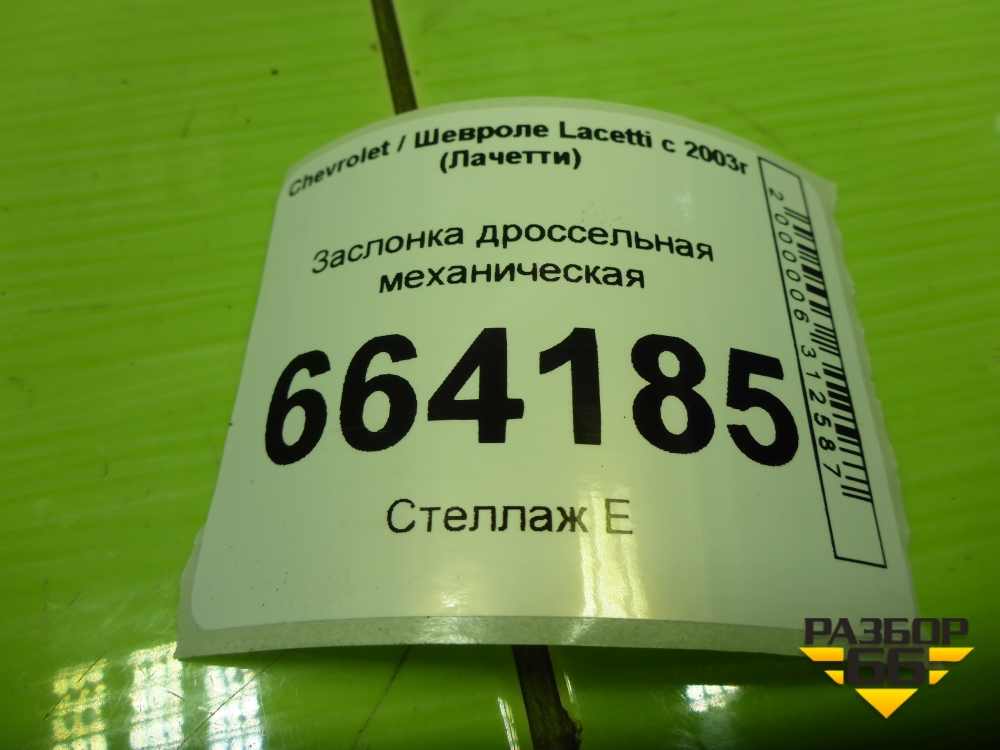 Chevrolet / Шевроле Lacetti с 2003г
(Лачетти)
Заслонка дроссельная
механическая
664185
Стеллаж Е
2000006312587
РАЗБОР
66